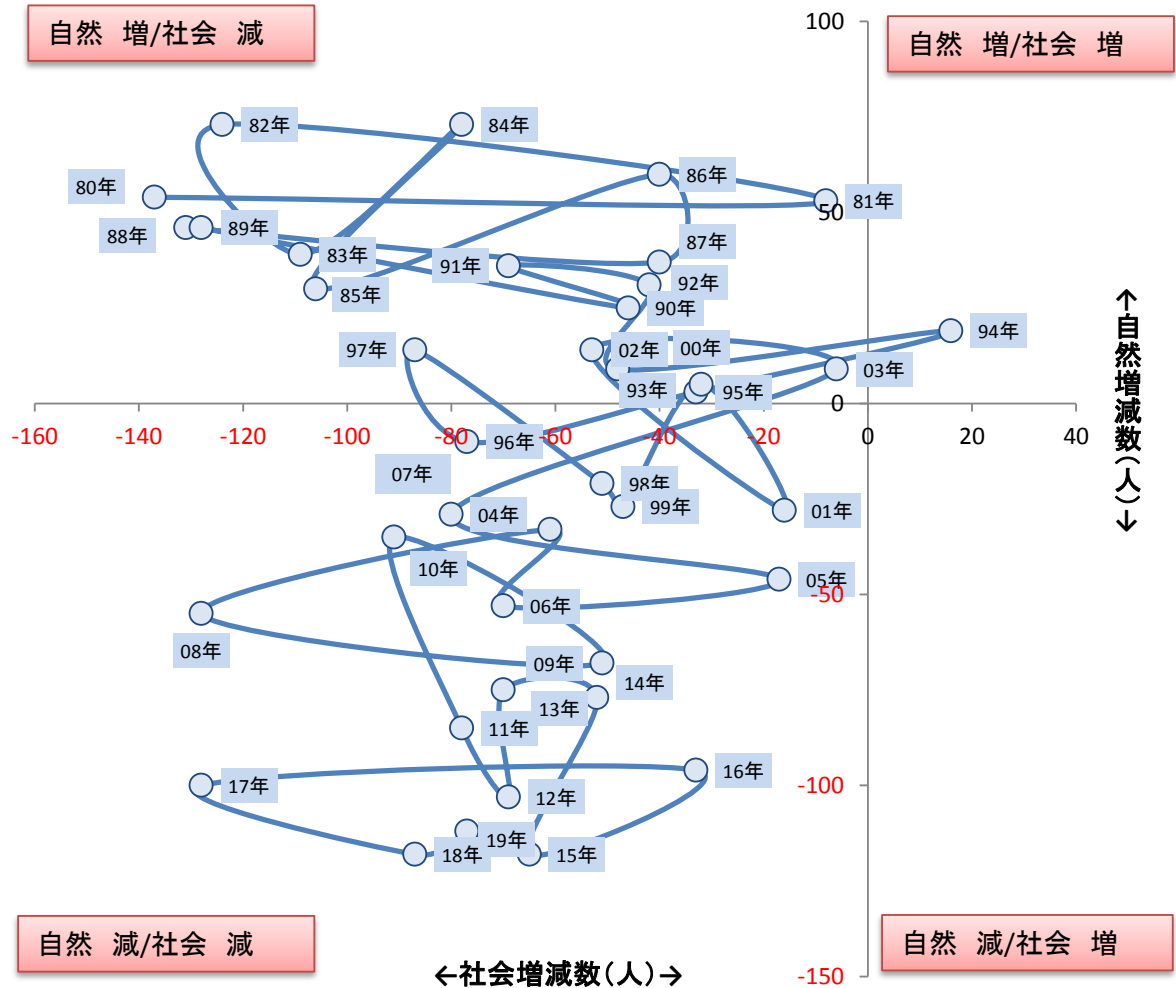 自然 増/社会 減
100
自然 増/社会 増
82年
84年
86年
80年
81年
50
88年
89年
83年
91年
87年
85年
92年
90年
97年
02年
00年
94年
93年
95年
03年
0
-160
-140
-120
-100
-80
-60
-40
-20
0
20
40
96年
07年
98年
99年
01年
04年
10年
05年
-50
06年
08年
09年
14年
13年
11年
17年
16年
-100
12年
19年
18年
15年
自然 減/社会 減
自然 減/社会 増
←社会増減数(人)→
-150
↑自然増減数(人)↓